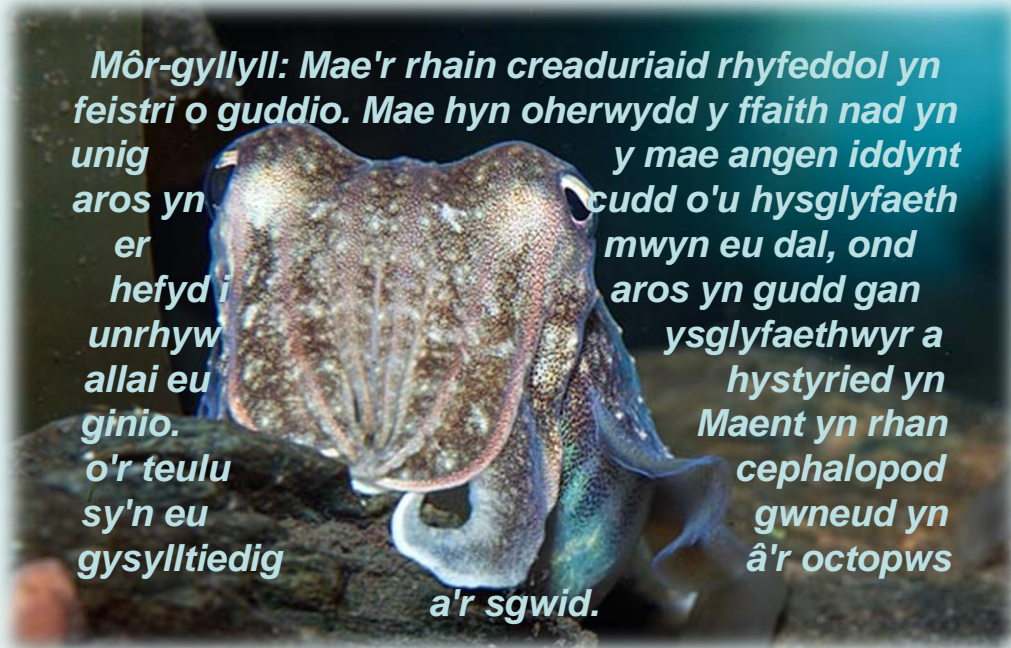 Môr-gyllyll: Mae'r rhain creaduriaid rhyfeddol yn
feistri o guddio. Mae hyn oherwydd y ffaith nad yn
unig y mae angen iddynt
aros yn cudd o'u hysglyfaeth
er mwyn eu dal, ond
hefyd i aros yn gudd gan
unrhyw ysglyfaethwyr a
allai eu hystyried yn
ginio. Maent yn rhan
o'r teulu cephalopod
sy'n eu gwneud yn
gysylltiedig â'r octopws
a'r sgwid.